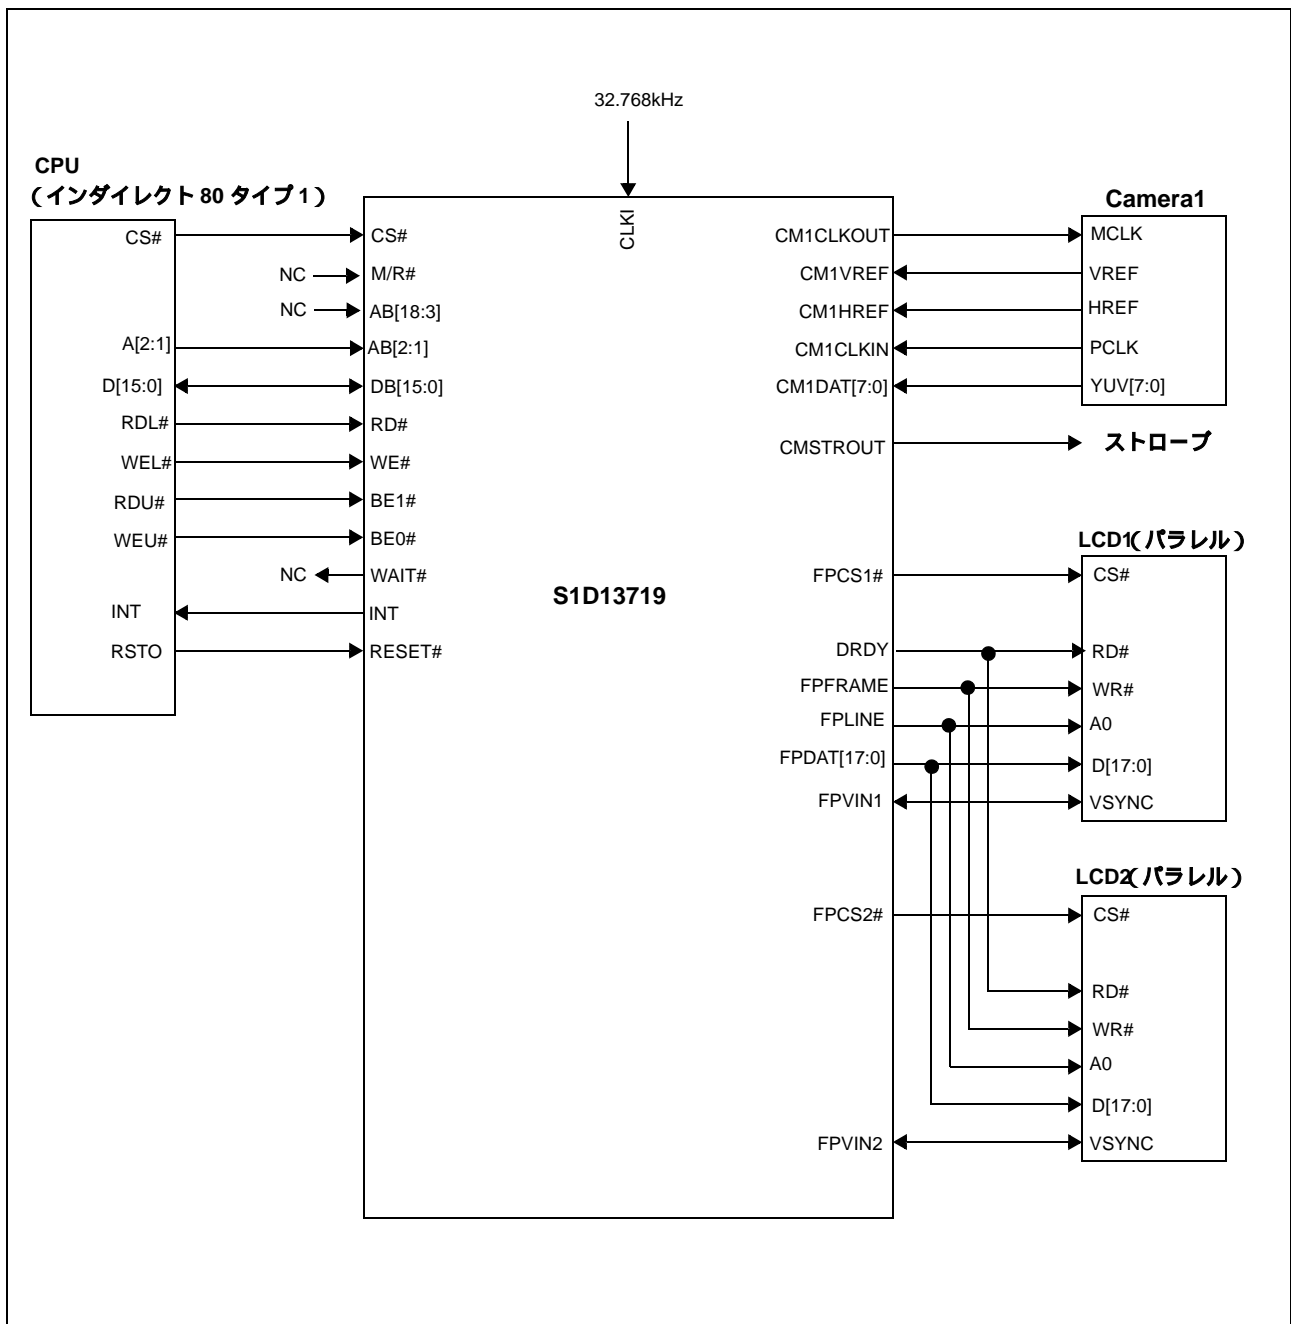 32.768kHz
CPU
(インダイレクト 80 タイプ 1)
CLKI
Camera1
CS# CS# CM1CLKOUT MCLK
NC M/R# CM1VREF VREF
NC AB[18:3] CM1HREF HREF
A[2:1] AB[2:1] CM1CLKIN PCLK
D[15:0] DB[15:0] CM1DAT[7:0] YUV[7:0]
RDL# RD#
CMSTROUT ストローブ
WEL# WE#
RDU# BE1#
WEU# BE0#
LCD1(パラレル)
NC WAIT# FPCS1# CS#
S1D13719
INT INT
RSTO RESET# DRDY RD#
FPFRAME WR#
FPLINE A0
FPDAT[17:0] D[17:0]
FPVIN1 VSYNC
LCD2(パラレル)
FPCS2# CS#
RD#
WR#
A0
D[17:0]
FPVIN2 VSYNC